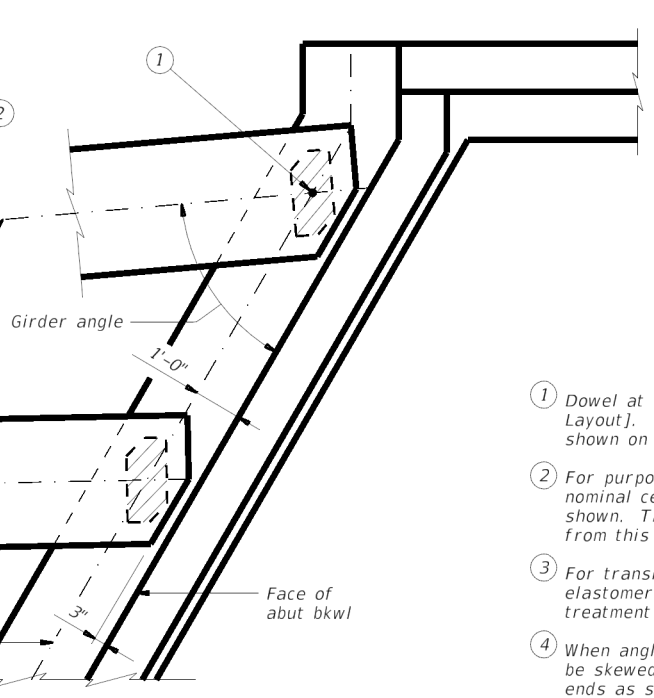 1
2
Girder angle
1'-0"
3"
Face of
abut bkwl
1 Dowel at
Layout].
shown on
2 For purpo
nominal ce
shown. T
from this
3 For transi
elastomer
treatment
4 When angl
be skewed
ends as s